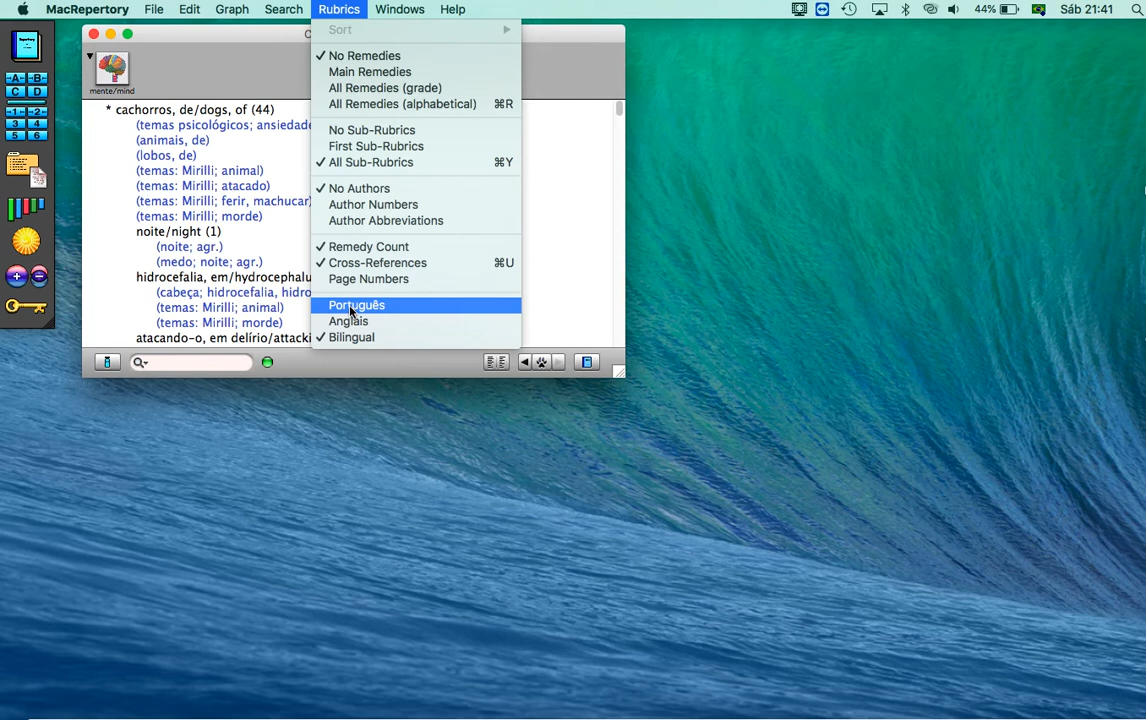 MacRepertory File Edit Graph Search Rubrics Windows Help 44% Sáb 21:41
Sort
✓ No Remedies
Main Remedies
All Remedies (grade)
All Remedies (alphabetical) ⌘R
No Sub-Rubrics
First Sub-Rubrics
✓ All Sub-Rubrics ⌘Y
✓ No Authors
Author Numbers
Author Abbreviations
✓ Remedy Count
✓ Cross-References ⌘U
Page Numbers
Português
Anglais
✓ Bilingual
Repertory
A B
C D
1 2
3 4
5 6
mente/mind
* cachorros, de/dogs, of (44)
(temas psicológicos; ansiedade
(animais, de)
(lobos, de)
(temas: Mirilli; animal)
(temas: Mirilli; atacado)
(temas: Mirilli; ferir, machucar)
(temas: Mirilli; morde)
noite/night (1)
(noite; agr.)
(medo; noite; agr.)
hidrocefalia, em/hydrocephalu
(cabeça; hidrocefalia, hidro
(temas: Mirilli; animal)
(temas: Mirilli; morde)
atacando-o, em delírio/attacki